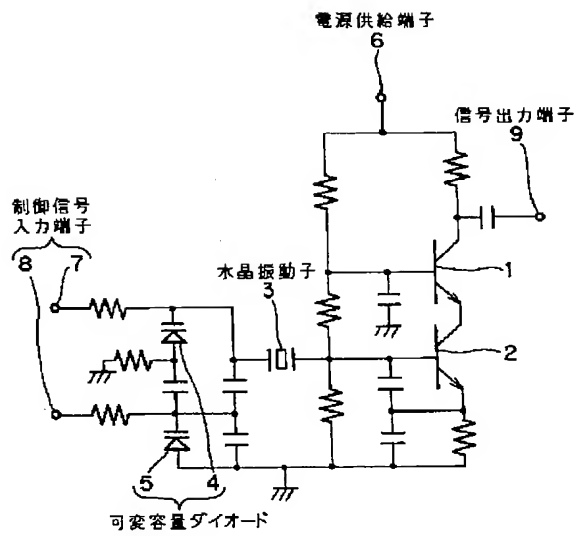 電源供給端子
6
信号出力端子
9
制御信号
入力端子
8 7
水晶振動子
3
1
2
5 4
可変容量ダイオード